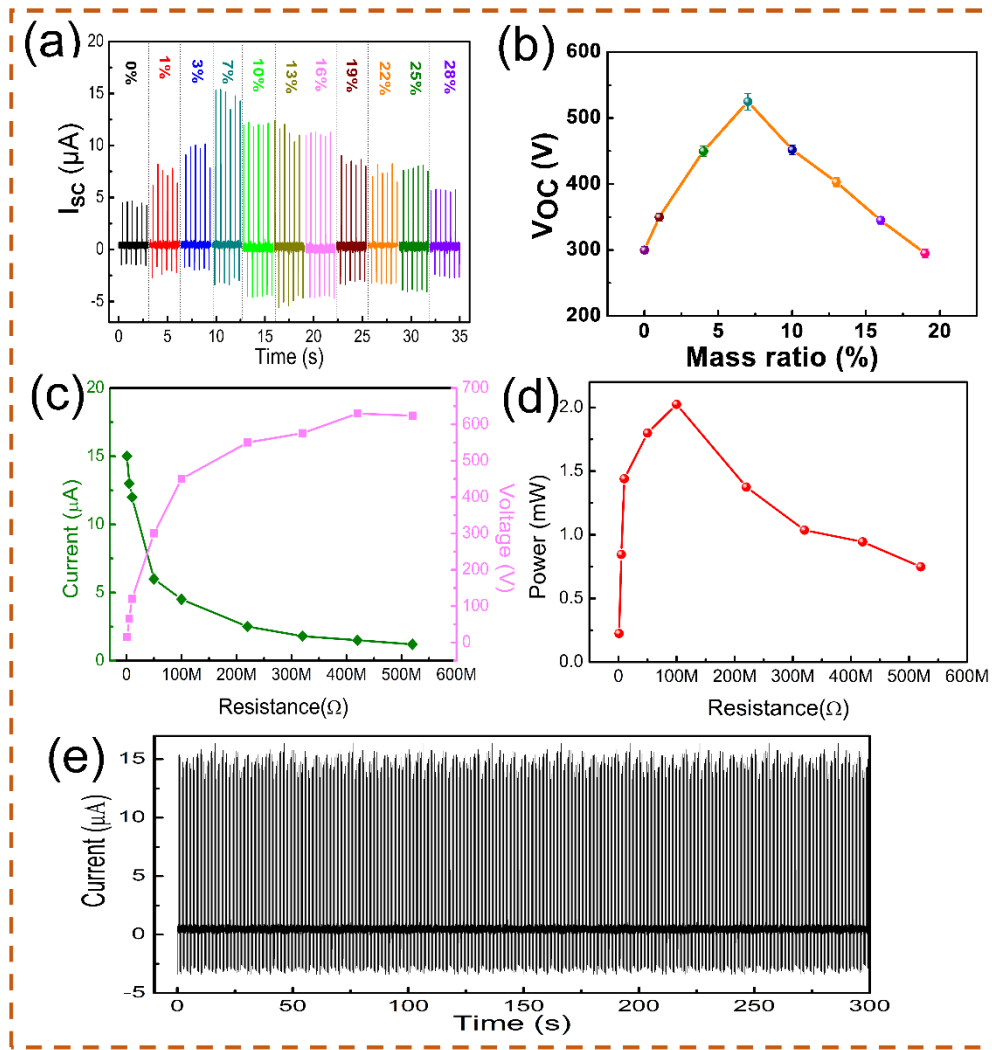 (a)
20
15
10
5
0
-5
I_SC (μA)
0% 1% 3% 7% 10% 13% 16% 19% 22% 25% 28%
0 5 10 15 20 25 30 35
Time (s)
(b)
600
500
400
300
200
VOC (V)
0 5 10 15 20
Mass ratio (%)
(c)
20
15
10
5
0
Current (μA)
700
600
500
400
300
200
100
0
Voltage (V)
0 100M 200M 300M 400M 500M 600M
Resistance(Ω)
(d)
2.0
1.5
1.0
0.5
0.0
Power (mW)
0 100M 200M 300M 400M 500M 600M
Resistance(Ω)
(e)
15
10
5
0
-5
Current (μA)
0 50 100 150 200 250 300
Time (s)